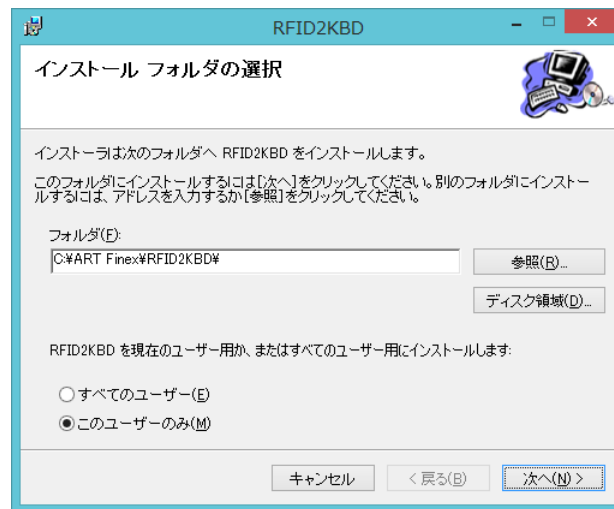 RFID2KBD
インストール フォルダの選択
インストーラは次のフォルダへ RFID2KBD をインストールします。
このフォルダにインストールするには[次へ]をクリックしてください。別のフォルダにインストー
ルするには、アドレスを入力するか[参照]をクリックしてください。
フォルダ(F):
C:¥ART Finex¥RFID2KBD¥
参照(R)...
ディスク領域(D)...
RFID2KBD を現在のユーザー用か、またはすべてのユーザー用にインストールします:
すべてのユーザー(E)
このユーザーのみ(M)
キャンセル
< 戻る(B)
次へ(N) >